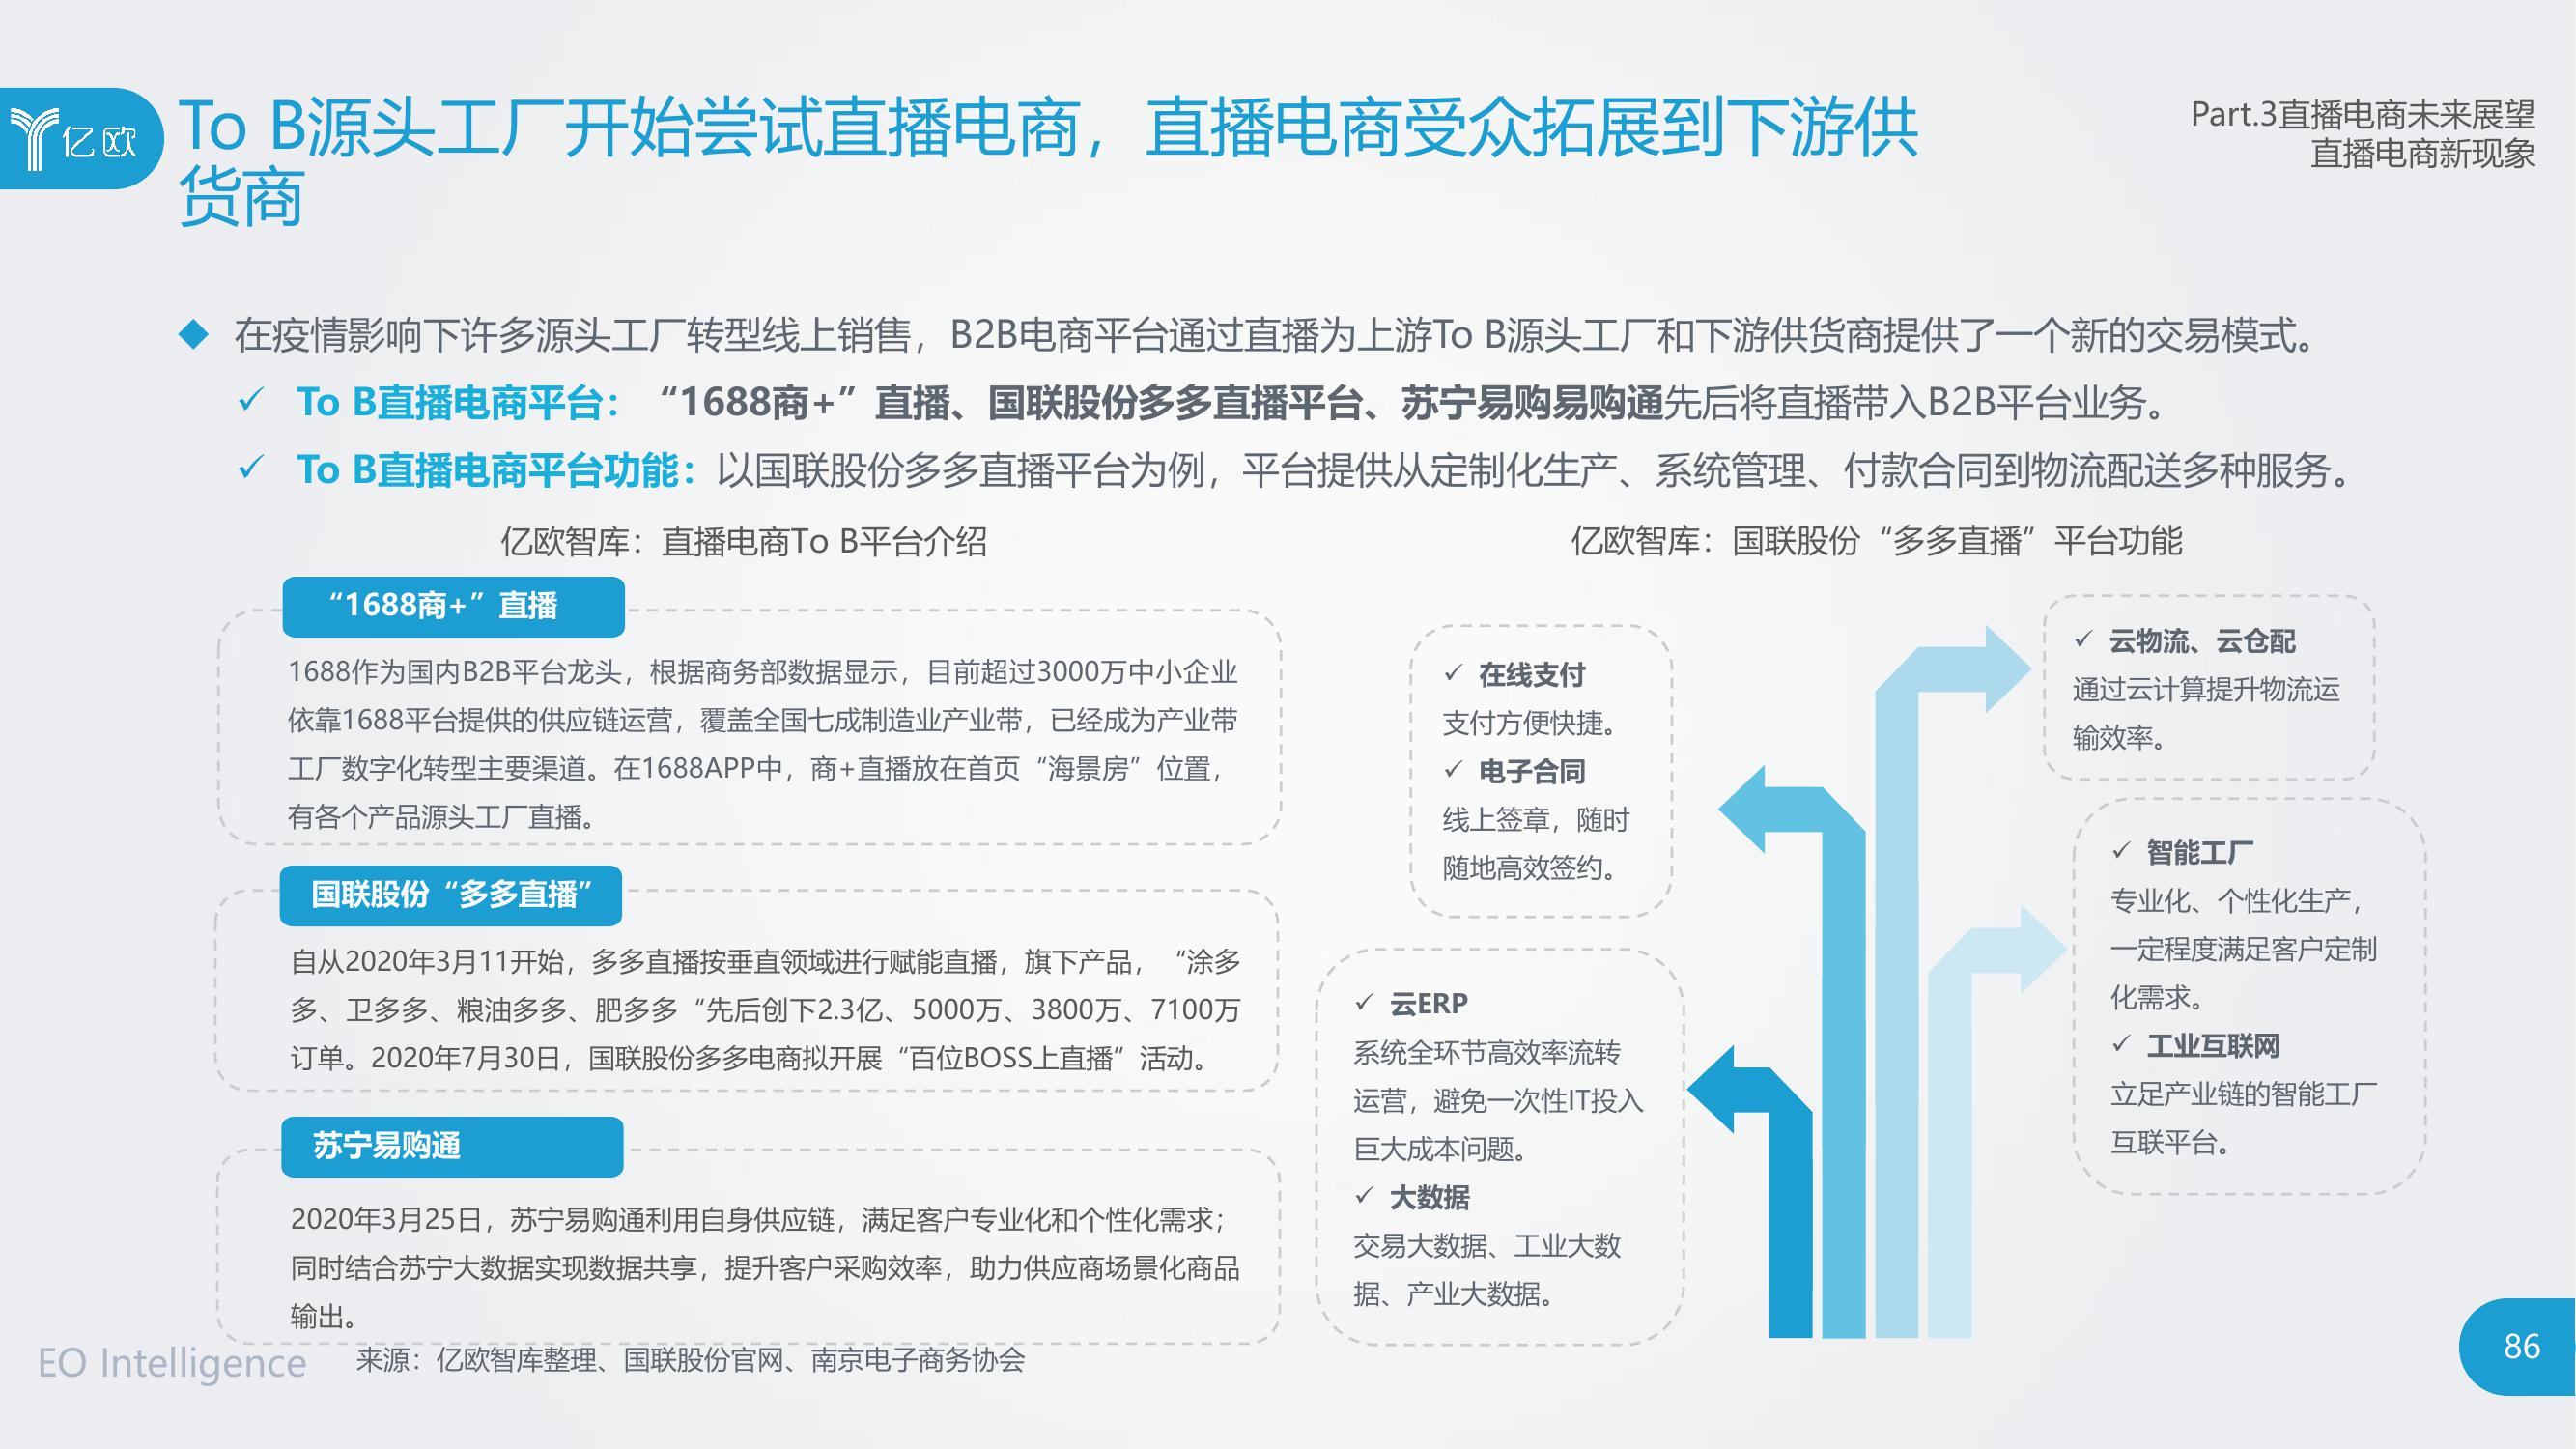 亿欧
To B源头工厂开始尝试直播电商，直播电商受众拓展到下游供
货商
Part.3直播电商未来展望
直播电商新现象
在疫情影响下许多源头工厂转型线上销售，B2B电商平台通过直播为上游To B源头工厂和下游供货商提供了一个新的交易模式。
To B直播电商平台：“1688商+”直播、国联股份多多直播平台、苏宁易购易购通先后将直播带入B2B平台业务。
To B直播电商平台功能：以国联股份多多直播平台为例，平台提供从定制化生产、系统管理、付款合同到物流配送多种服务。
亿欧智库：直播电商To B平台介绍
“1688商+”直播
1688作为国内B2B平台龙头，根据商务部数据显示，目前超过3000万中小企业
依靠1688平台提供的供应链运营，覆盖全国七成制造业产业带，已经成为产业带
工厂数字化转型主要渠道。在1688APP中，商+直播放在首页“海景房”位置，
有各个产品源头工厂直播。
国联股份“多多直播”
自从2020年3月11开始，多多直播按垂直领域进行赋能直播，旗下产品，“涂多
多、卫多多、粮油多多、肥多多“先后创下2.3亿、5000万、3800万、7100万
订单。2020年7月30日，国联股份多多电商拟开展“百位BOSS上直播”活动。
苏宁易购通
2020年3月25日，苏宁易购通利用自身供应链，满足客户专业化和个性化需求；
同时结合苏宁大数据实现数据共享，提升客户采购效率，助力供应商场景化商品
输出。
亿欧智库：国联股份“多多直播”平台功能
在线支付
支付方便快捷。
电子合同
线上签章，随时
随地高效签约。
云ERP
系统全环节高效率流转
运营，避免一次性IT投入
巨大成本问题。
大数据
交易大数据、工业大数
据、产业大数据。
云物流、云仓配
通过云计算提升物流运
输效率。
智能工厂
专业化、个性化生产，
一定程度满足客户定制
化需求。
工业互联网
立足产业链的智能工厂
互联平台。
EO Intelligence
来源：亿欧智库整理、国联股份官网、南京电子商务协会
86